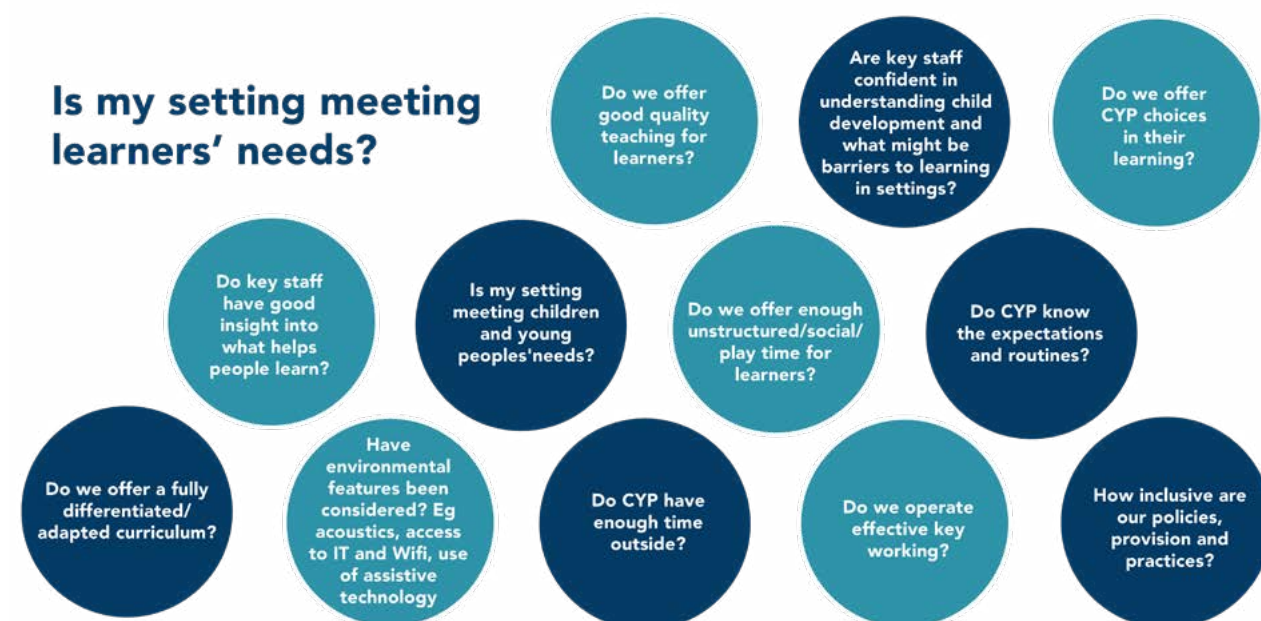 Is my setting meeting
learners' needs?
Do we offer
good quality
teaching for
learners?
Are key staff
confident in
understanding child
development and
what might be
barriers to learning
in settings?
Do we offer
CYP choices
in their
learning?
Do key staff
have good
insight into
what helps
people learn?
Is my setting
meeting children
and young
peoples'needs?
Do we offer enough
unstructured/social/
play time for
learners?
Do CYP know
the expectations
and routines?
Do we offer a fully
differentiated/
adapted curriculum?
Have
environmental
features been
considered? Eg
acoustics, access
to IT and Wifi, use
of assistive
technology
Do CYP have
enough time
outside?
Do we operate
effective key
working?
How inclusive are
our policies,
provision and
practices?